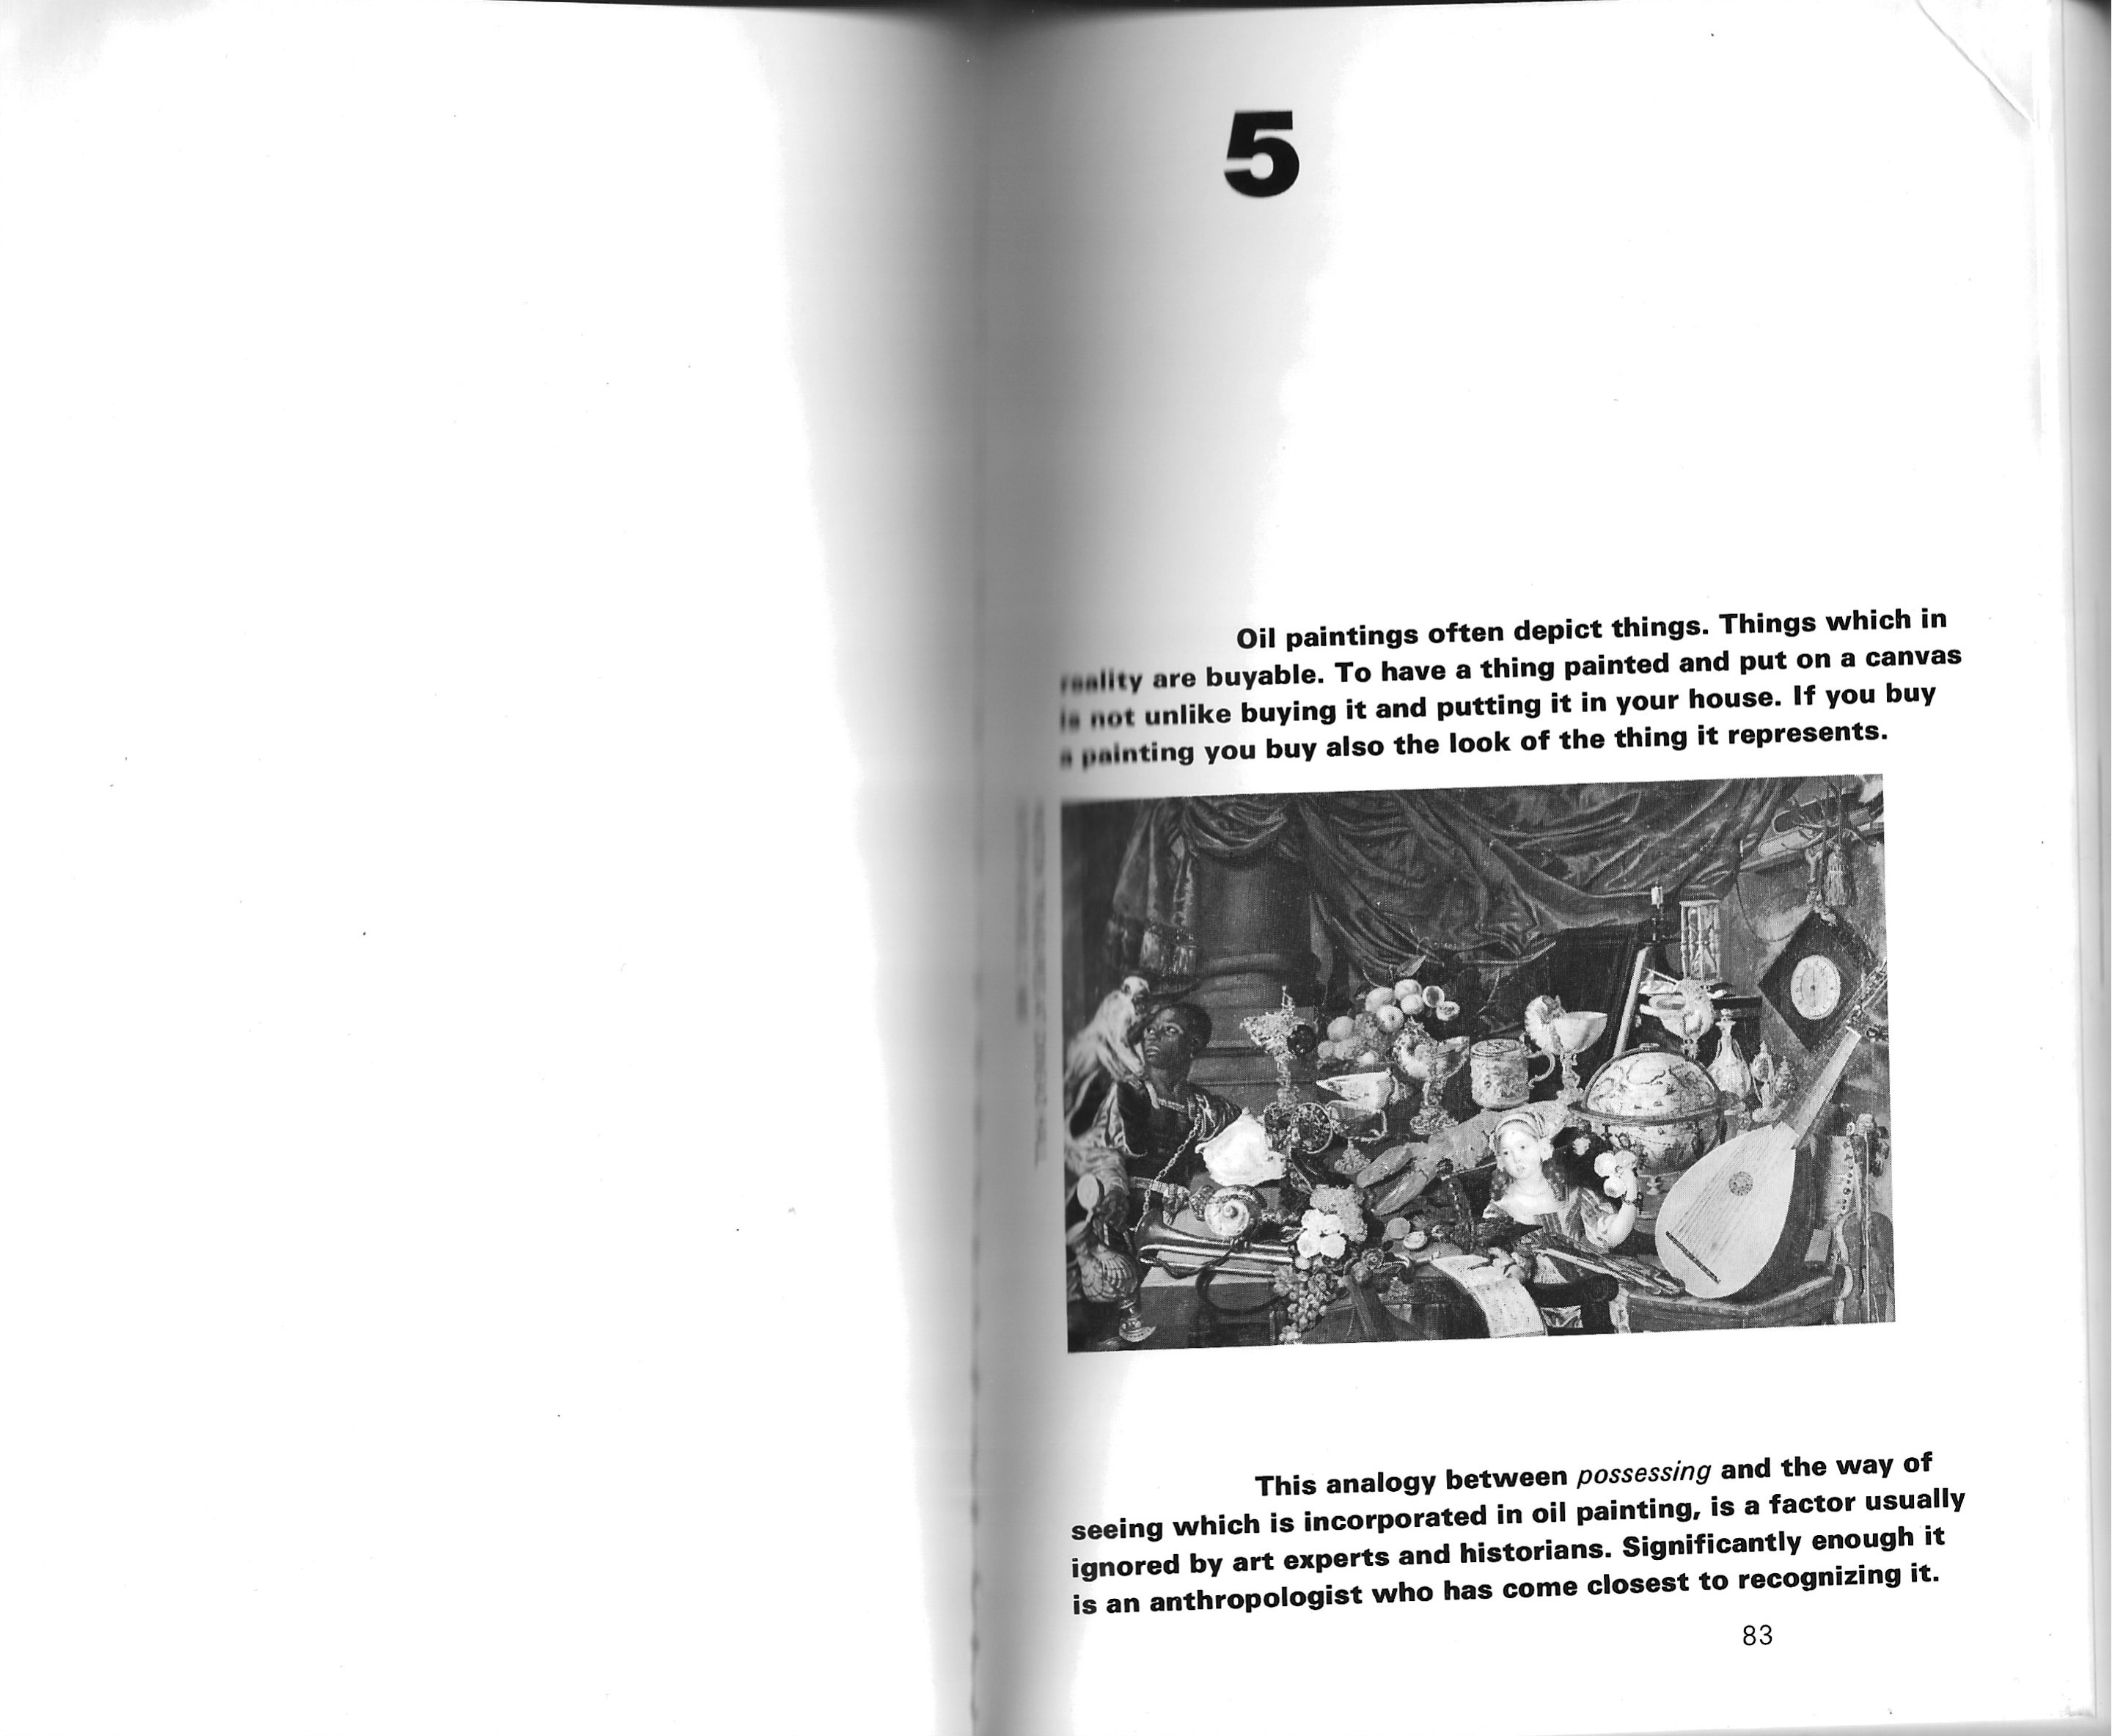 5
Oil paintings often depict things. Things which in
reality are buyable. To have a thing painted and put on a canvas
is not unlike buying it and putting it in your house. If you buy
a painting you buy also the look of the thing it represents.
This analogy between possessing and the way of
seeing which is incorporated in oil painting, is a factor usually
ignored by art experts and historians. Significantly enough it
is an anthropologist who has come closest to recognizing it.
83